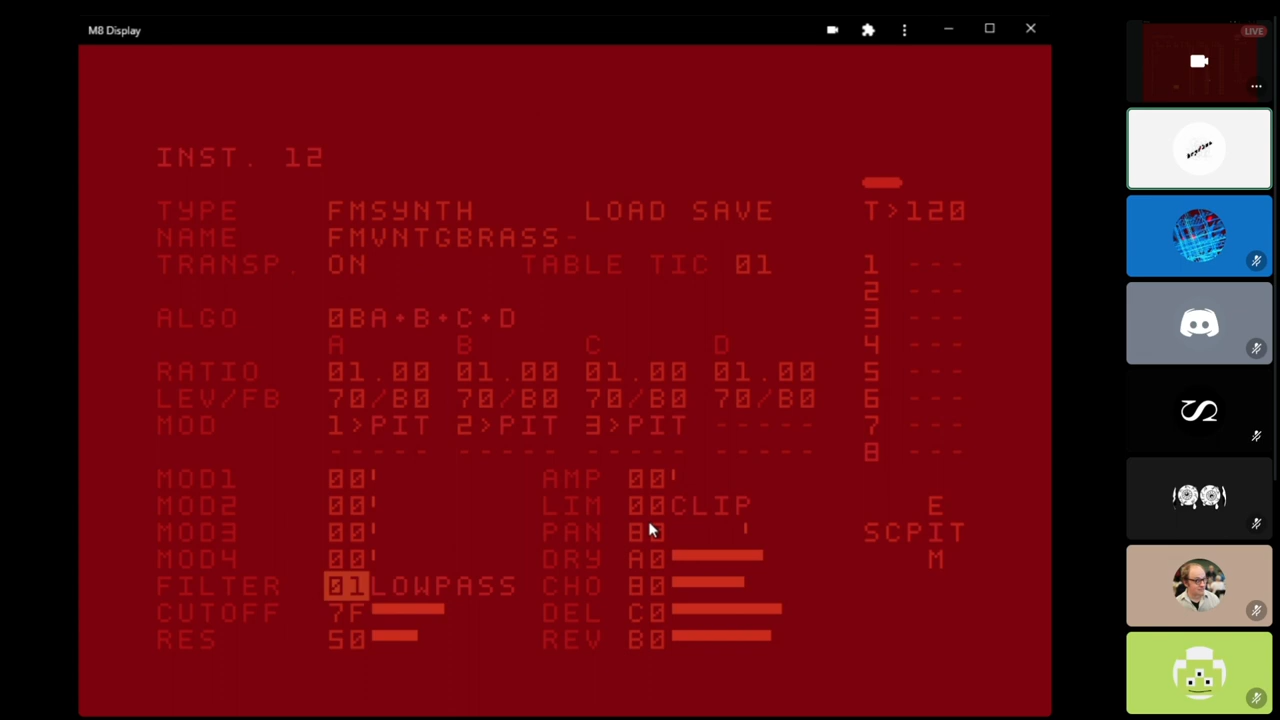 M8 Display
LIVE
INST. 12
TYPE FMSYNTH LOAD SAVE T>120
NAME FMVNTGBRASS-
TRANSP. ON TABLE TIC 01 1 ---
2 ---
ALGO 0BA+B+C+D 3 ---
A B C D 4 ---
RATIO 01.00 01.00 01.00 01.00 5 ---
LEV/FB 70/B0 70/B0 70/B0 70/B0 6 ---
MOD 1>PIT 2>PIT 3>PIT ----- 7 ---
----- ----- ----- ----- 8 ---
MOD1 00 AMP 00
MOD2 00 LIM 00CLIP E
MOD3 00 PAN 80 SCPIT
MOD4 00 DRY A0 M
FILTER 01LOWPASS CHO 80
CUTOFF 7F DEL C0
RES 50 REV B0